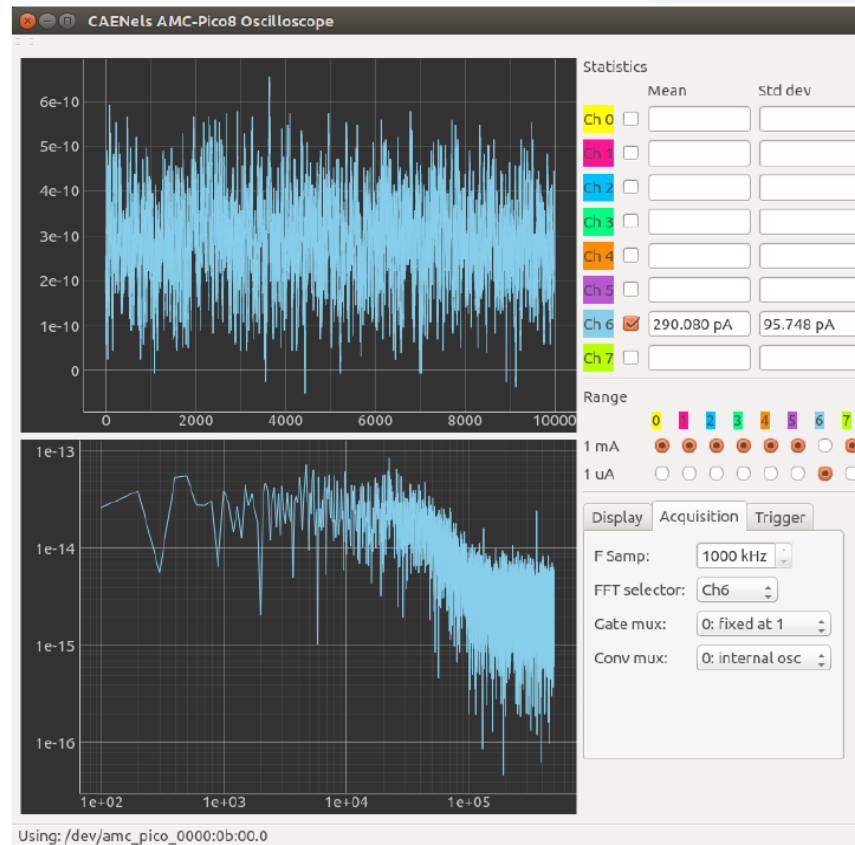 CAENels AMC-Pico8 Oscilloscope
6e-10
5e-10
4e-10
3e-10
2e-10
1e-10
0
0 2000 4000 6000 8000 10000
1e-13
1e-14
1e-15
1e-16
1e+02 1e+03 1e+04 1e+05
Statistics
Mean Std dev
Ch 0
Ch 1
Ch 2
Ch 3
Ch 4
Ch 5
Ch 6 290.080 pA 95.748 pA
Ch 7
Range
0 1 2 3 4 5 6 7
1 mA
1 uA
Display Acquisition Trigger
F Samp: 1000 kHz
FFT selector: Ch6
Gate mux: 0: fixed at 1
Conv mux: 0: internal osc
Using: /dev/amc_pico_0000:0b:00.0